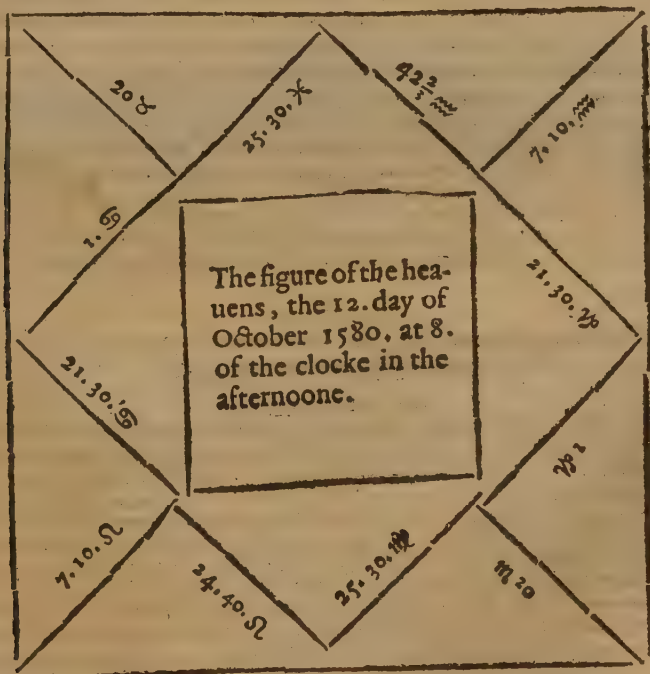 20 ♉
25. 30. ♓
7. 10. ♒
1. ♋
21. 30. ♑
The figure of the hea-
uens, the 12. day of
October 1580, at 8.
of the clocke in the
afternoone.
21. 30. ♋
♑ 1
7. 10. ♌
24. 40. ♌
25. 30. ♍
♏ 20